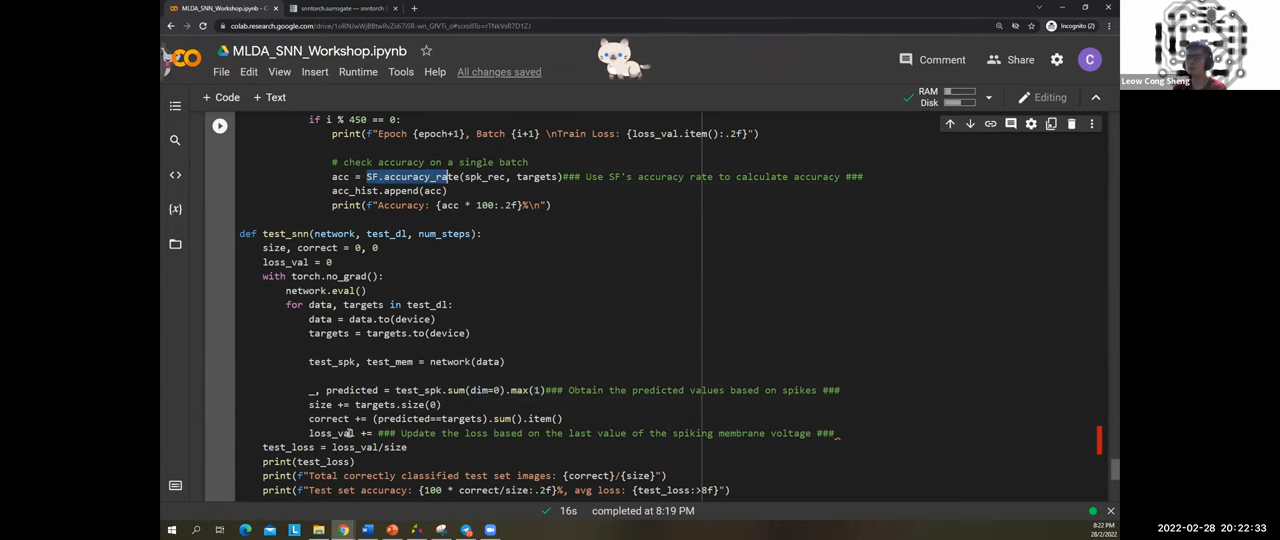 MLDA_SNN_Workshop.ipynb
snntorch.surrogate — snntorch
Incognito (2)
MLDA_SNN_Workshop.ipynb
Comment
Share
C
File Edit View Insert Runtime Tools Help All changes saved
+ Code + Text
RAM
Disk
Editing
if i % 450 == 0:
print(f"Epoch {epoch+1}, Batch {i+1} \nTrain Loss: {loss_val.item():.2f}")
# check accuracy on a single batch
acc = SF.accuracy_rate(spk_rec, targets)### Use SF's accuracy rate to calculate accuracy ###
acc_hist.append(acc)
print(f"Accuracy: {acc * 100:.2f}%\n")
def test_snn(network, test_dl, num_steps):
size, correct = 0, 0
loss_val = 0
with torch.no_grad():
network.eval()
for data, targets in test_dl:
data = data.to(device)
targets = targets.to(device)
test_spk, test_mem = network(data)
_, predicted = test_spk.sum(dim=0).max(1)### Obtain the predicted values based on spikes ###
size += targets.size(0)
correct += (predicted==targets).sum().item()
loss_val += ### Update the loss based on the last value of the spiking membrane voltage ###
test_loss = loss_val/size
print(test_loss)
print(f"Total correctly classified test set images: {correct}/{size}")
print(f"Test set accuracy: {100 * correct/size:.2f}%, avg loss: {test_loss:>8f}")
16s completed at 8:19 PM
8:22 PM
28/2/2022
Leow Cong Sheng
2022-02-28 20:22:33